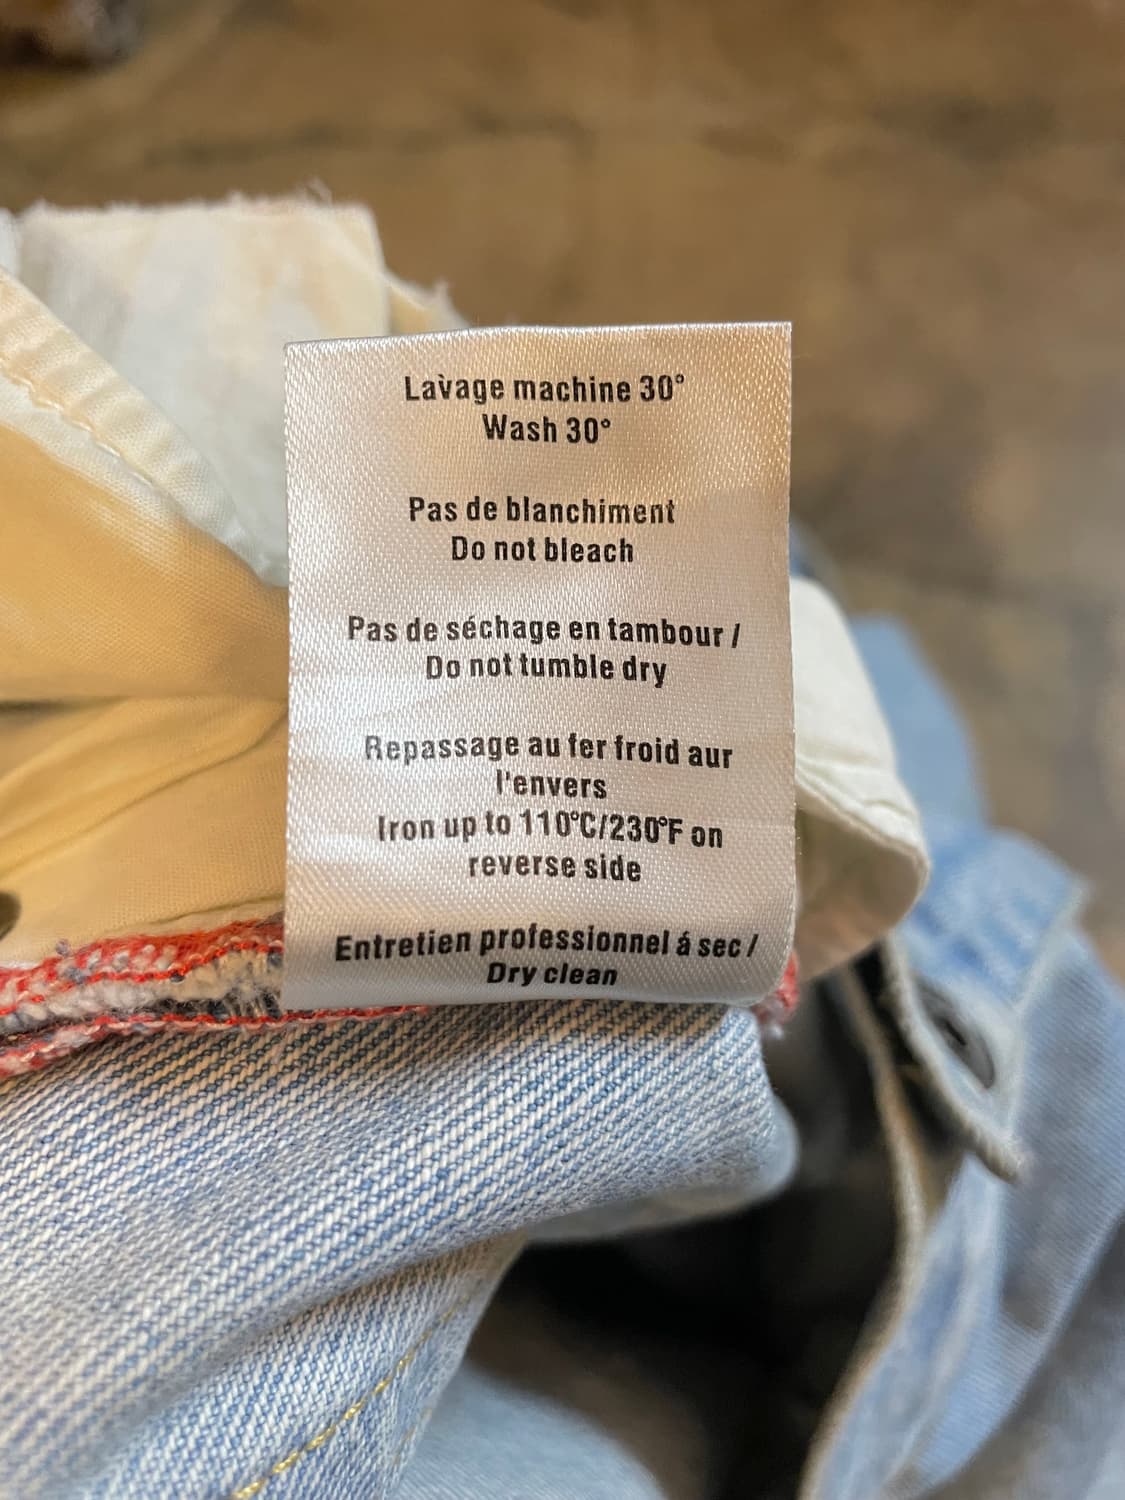 Lavage machine 30°
Wash 30°
Pas de blanchiment
Do not bleach
Pas de séchage en tambour /
Do not tumble dry
Repassage au fer froid aur
l'envers
Iron up to 110°C/230°F on
reverse side
Entretien professionnel á sec /
Dry clean